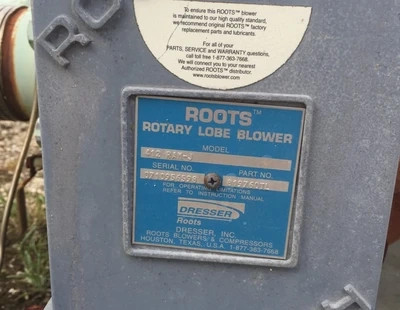 To ensure this ROOTS™ blower
is maintained to our high quality standard,
we recommend original ROOTS™ factory
replacement parts and lubricants.
For all of your
PARTS, SERVICE and WARRANTY questions,
call toll free 1-877-363-7668.
We will connect you to your nearest
Authorized ROOTS™ distributor.
www.rootsblower.com
RO
ROOTS™
ROTARY LOBE BLOWER
MODEL
SERIAL NO.
PART NO.
FOR OPERATING LIMITATIONS
REFER TO INSTRUCTION MANUAL
DRESSER
Roots
DRESSER, INC.
ROOTS BLOWERS & COMPRESSORS
HOUSTON, TEXAS, U.S.A. 1-877-363-7668